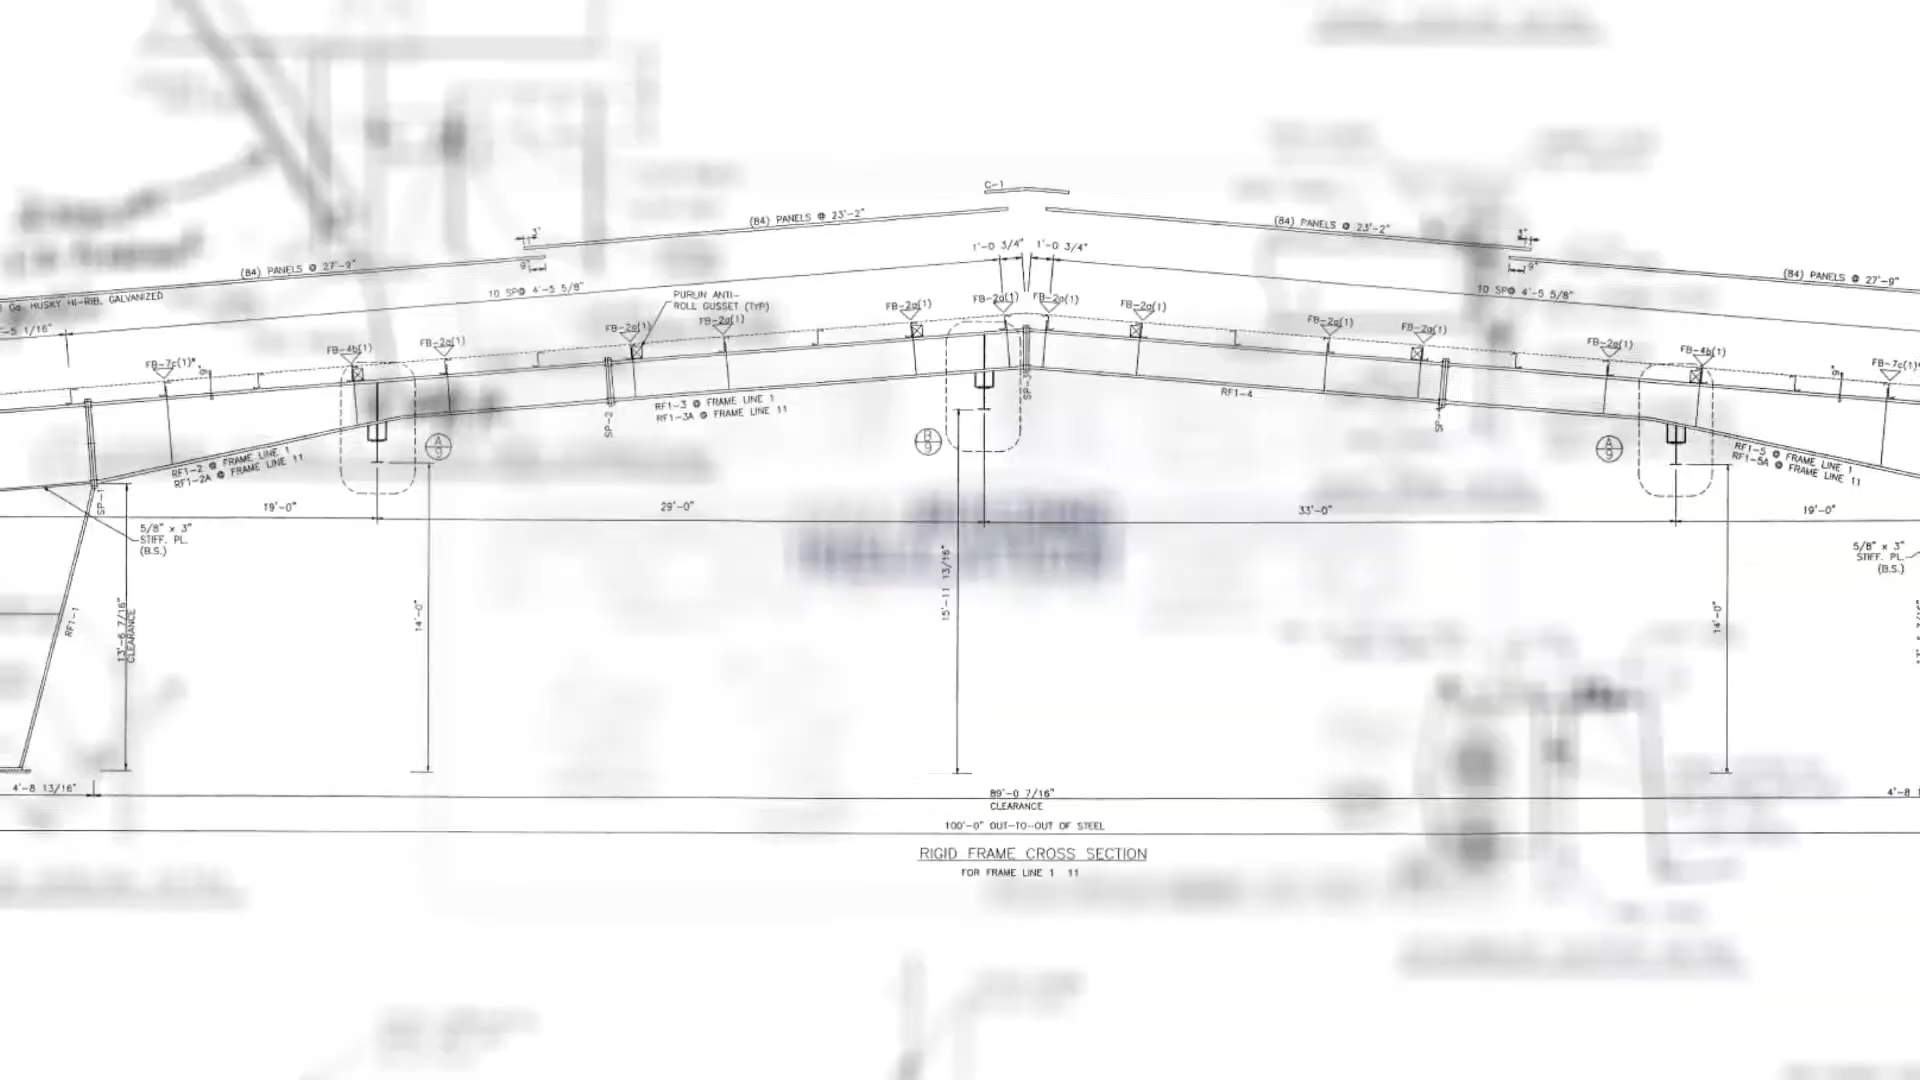 C-1
(84) PANELS @ 23'-2"
(84) PANELS @ 23'-2"
3"
3"
9"
9"
1'-0 3/4"
1'-0 3/4"
(84) PANELS @ 27'-9"
(84) PANELS @ 27'-9"
10 SP@ 4'-5 5/8"
10 SP@ 4'-5 5/8"
Ga. HUSKY HI-RIB, GALVANIZED
-5 1/16"
PURLIN ANTI-
ROLL GUSSET (TYP)
FB-7c(1)*
FB-4b(1)
FB-2a(1)
FB-2a(1)
FB-2a(1)
FB-2a(1)
FB-2a(1)
FB-2a(1)
FB-2a(1)
FB-2a(1)
FB-2a(1)
FB-2a(1)
FB-4b(1)
FB-7c(1)*
RF1-3 @ FRAME LINE 1
RF1-3A @ FRAME LINE 11
RF1-4
SP-2
A
9
B
9
A
9
RF1-2 @ FRAME LINE 1
RF1-2A @ FRAME LINE 11
RF1-5 @ FRAME LINE 1
RF1-5A @ FRAME LINE 11
SP-1
19'-0"
29'-0"
33'-0"
19'-0"
5/8" x 3"
STIFF. PL.
(B.S.)
5/8" x 3"
STIFF. PL.
(B.S.)
RF1-1
13'-6 7/16"
CLEARANCE
14'-0"
15'-11 13/16"
14'-0"
4'-8 13/16"
89'-0 7/16"
CLEARANCE
4'-8
100'-0" OUT-TO-OUT OF STEEL
RIGID FRAME CROSS SECTION
FOR FRAME LINE 1 11